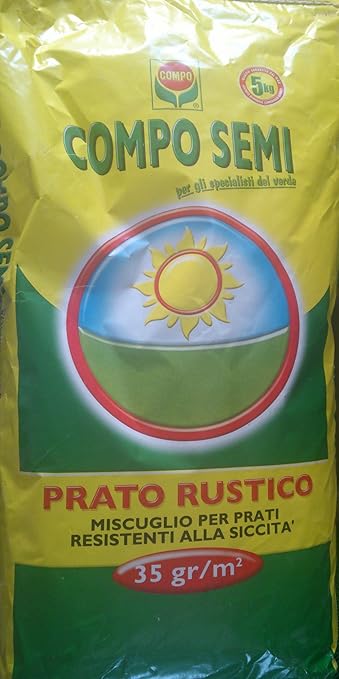 COMPO
5kg
COMPO SEMI
per gli specialisti del verde
PRATO RUSTICO
MISCUGLIO PER PRATI
RESISTENTI ALLA SICCITA'
35 gr/m²